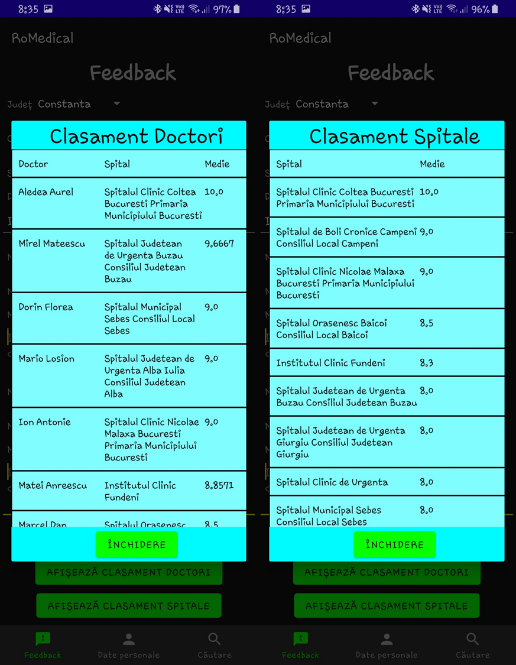 8:35
97%
RoMedical
Feedback
Județ Constanta
Clasament Doctori
Doctor Spital Medie
Aledea Aurel Spitalul Clinic Coltea 10,0
Bucuresti Primaria
Municipiului Bucuresti
Mirel Mateescu Spitalul Judetean 9,6667
de Urgenta Buzau
Consiliul Judetean
Buzau
Dorin Florea Spitalul Municipal 9,0
Sebes Consiliul Local
Sebes
Mario Losion Spitalul Judetean de 9,0
Urgenta Alba Iulia
Consiliul Judetean
Alba
Ion Antonie Spitalul Clinic Nicolae 9,0
Malaxa Bucuresti
Primaria Municipiului
Bucuresti
Matei Anreescu Institutul Clinic 8,8571
Fundeni
Marcel Dan Spitalul Orasenesc 8,5
ÎNCHIDERE
AFIȘEAZĂ CLASAMENT DOCTORI
AFIȘEAZĂ CLASAMENT SPITALE
Feedback Date personale Căutare
8:35
96%
RoMedical
Feedback
Județ Constanta
Clasament Spitale
Spital Medie
Spitalul Clinic Coltea Bucuresti 10,0
Primaria Municipiului Bucuresti
Spitalul de Boli Cronice Campeni 9,0
Consiliul Local Campeni
Spitalul Clinic Nicolae Malaxa 9,0
Bucuresti Primaria Municipiului
Bucuresti
Spitalul Orasenesc Baicoi 8,5
Consiliul Local Baicoi
Institutul Clinic Fundeni 8,3
Spitalul Judetean de Urgenta 8,0
Buzau Consiliul Judetean Buzau
Spitalul Judetean de Urgenta 8,0
Giurgiu Consiliul Judetean
Giurgiu
Spitalul Clinic de Urgenta 8,0
Spitalul Municipal Sebes 8,0
Consiliul Local Sebes
ÎNCHIDERE
AFIȘEAZĂ CLASAMENT DOCTORI
AFIȘEAZĂ CLASAMENT SPITALE
Feedback Date personale Căutare